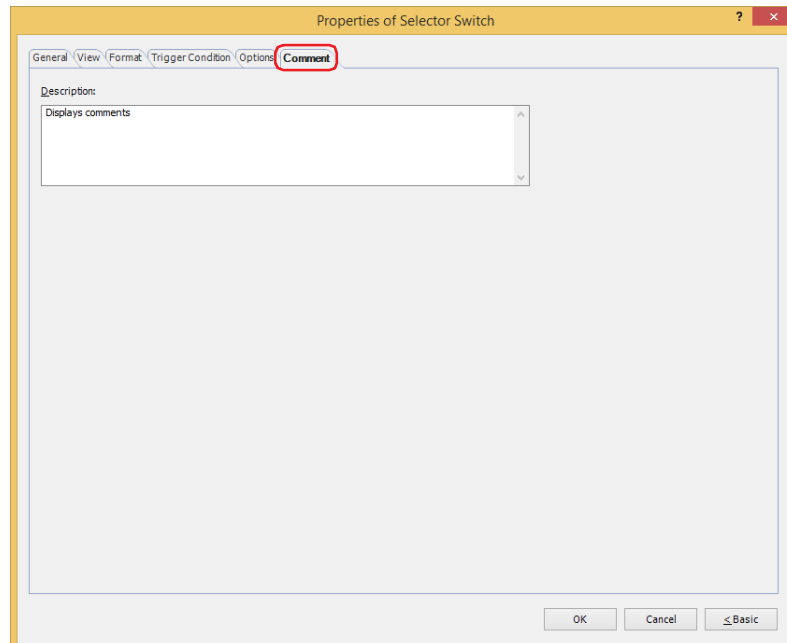 Properties of Selector Switch
? ×
General View Format Trigger Condition Options Comment
Description:
Displays comments
OK Cancel < Basic